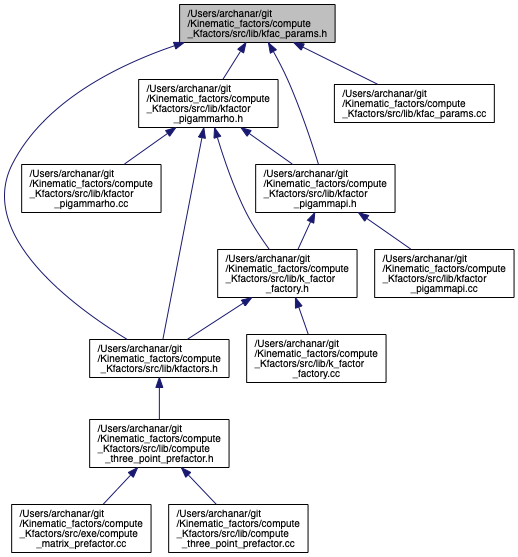 /Users/archanar/git
/Kinematic_factors/compute
_Kfactors/src/lib/kfac_params.h
/Users/archanar/git
/Kinematic_factors/compute
_Kfactors/src/lib/kfactor
_pigammarho.h
/Users/archanar/git
/Kinematic_factors/compute
_Kfactors/src/lib/kfac_params.cc
/Users/archanar/git
/Kinematic_factors/compute
_Kfactors/src/lib/kfactor
_pigammarho.cc
/Users/archanar/git
/Kinematic_factors/compute
_Kfactors/src/lib/kfactor
_pigammapi.h
/Users/archanar/git
/Kinematic_factors/compute
_Kfactors/src/lib/k_factor
_factory.h
/Users/archanar/git
/Kinematic_factors/compute
_Kfactors/src/lib/kfactor
_pigammapi.cc
/Users/archanar/git
/Kinematic_factors/compute
_Kfactors/src/lib/kfactors.h
/Users/archanar/git
/Kinematic_factors/compute
_Kfactors/src/lib/k_factor
_factory.cc
/Users/archanar/git
/Kinematic_factors/compute
_Kfactors/src/lib/compute
_three_point_prefactor.h
/Users/archanar/git
/Kinematic_factors/compute
_Kfactors/src/exe/compute
_matrix_prefactor.cc
/Users/archanar/git
/Kinematic_factors/compute
_Kfactors/src/lib/compute
_three_point_prefactor.cc